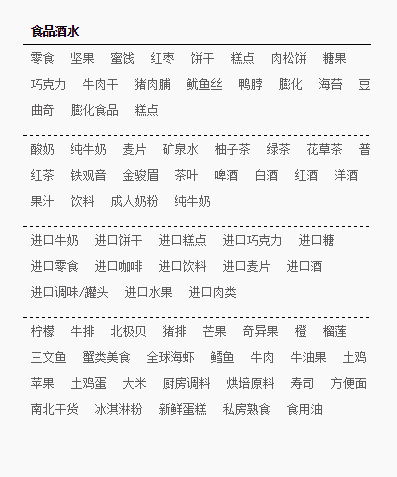 食品酒水
零食 坚果 蜜饯 红枣 饼干 糕点 肉松饼 糖果
巧克力 牛肉干 猪肉脯 鱿鱼丝 鸭脖 膨化 海苔 豆
曲奇 膨化食品 糕点
酸奶 纯牛奶 麦片 矿泉水 柚子茶 绿茶 花草茶 普
红茶 铁观音 金骏眉 茶叶 啤酒 白酒 红酒 洋酒
果汁 饮料 成人奶粉 纯牛奶
进口牛奶 进口饼干 进口糕点 进口巧克力 进口糖
进口零食 进口咖啡 进口饮料 进口麦片 进口酒
进口调味/罐头 进口水果 进口肉类
柠檬 牛排 北极贝 猪排 芒果 奇异果 橙 榴莲
三文鱼 蟹类美食 全球海虾 鳕鱼 牛肉 牛油果 土鸡
苹果 土鸡蛋 大米 厨房调料 烘培原料 寿司 方便面
南北干货 冰淇淋粉 新鲜蛋糕 私房熟食 食用油